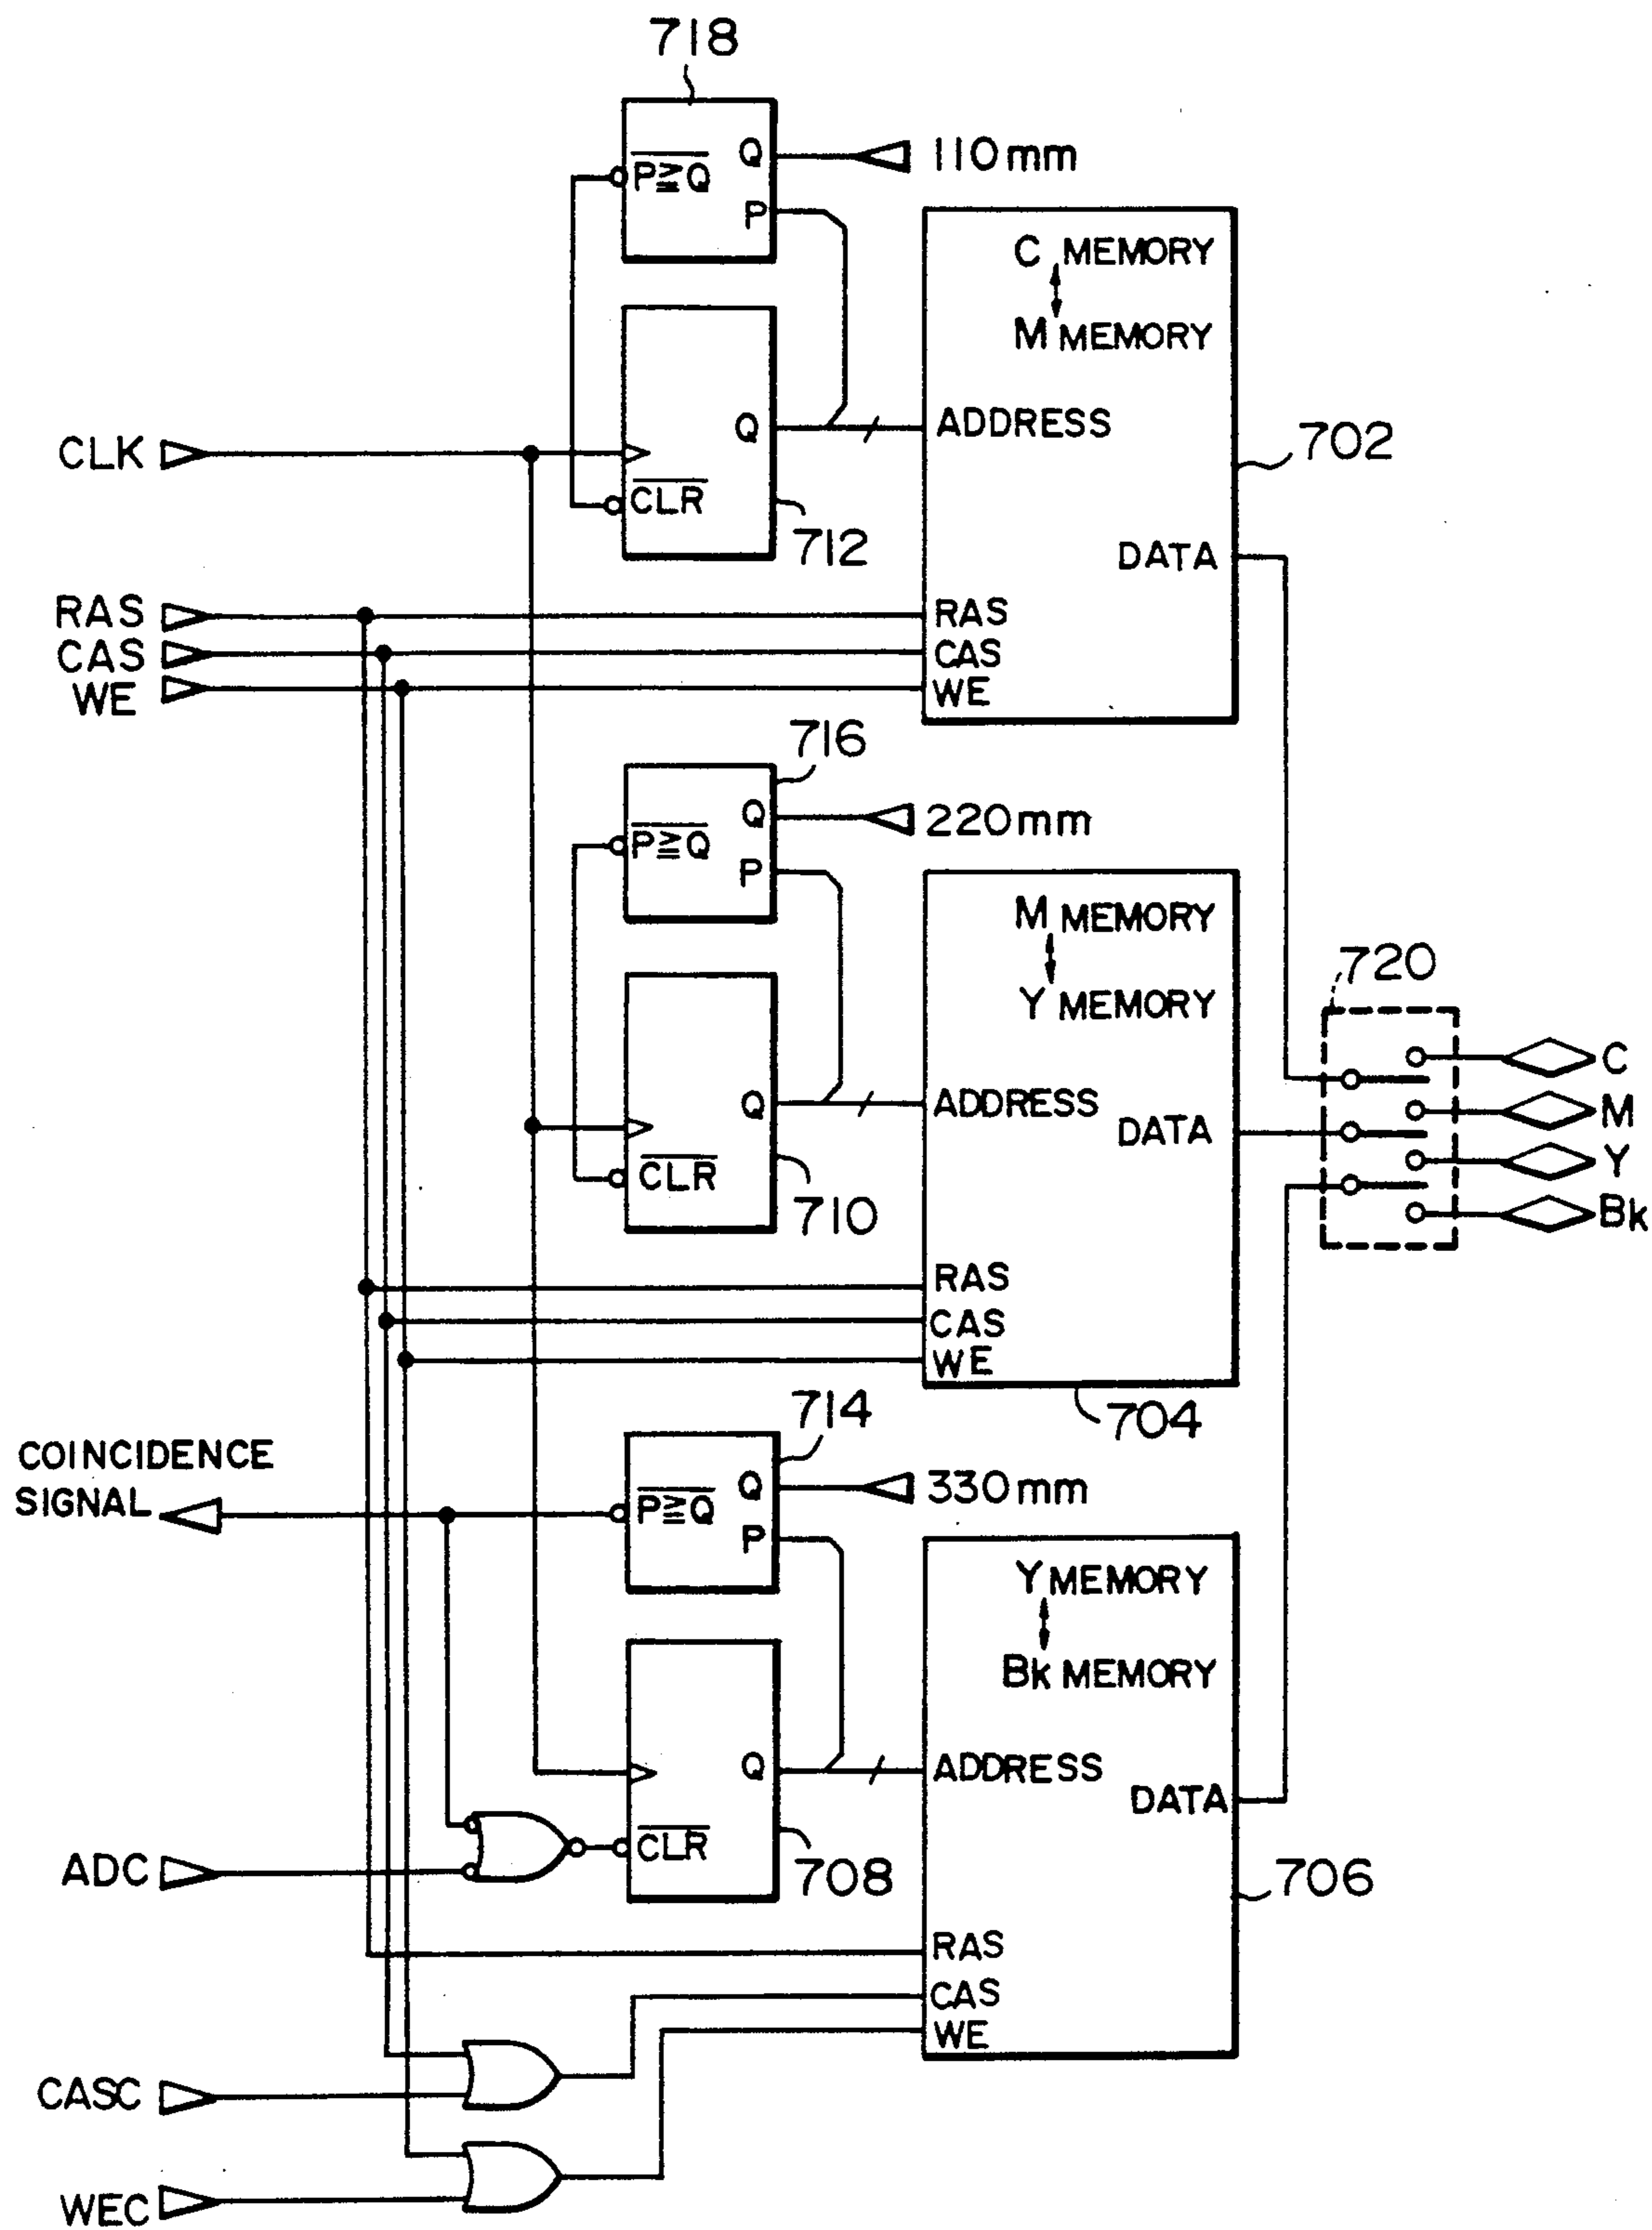 718
P≧Q
Q
110mm
P
C MEMORY
M MEMORY
CLK
Q
ADDRESS
702
CLR
712
DATA
RAS
RAS
CAS
CAS
WE
WE
716
P≧Q
Q
220mm
P
M MEMORY
Y MEMORY
720
C
Q
ADDRESS
M
DATA
Y
CLR
710
Bk
RAS
CAS
WE
714
704
COINCIDENCE
SIGNAL
P≧Q
Q
330mm
P
Y MEMORY
Bk MEMORY
Q
ADDRESS
DATA
ADC
CLR
708
706
RAS
CAS
WE
CASC
WEC